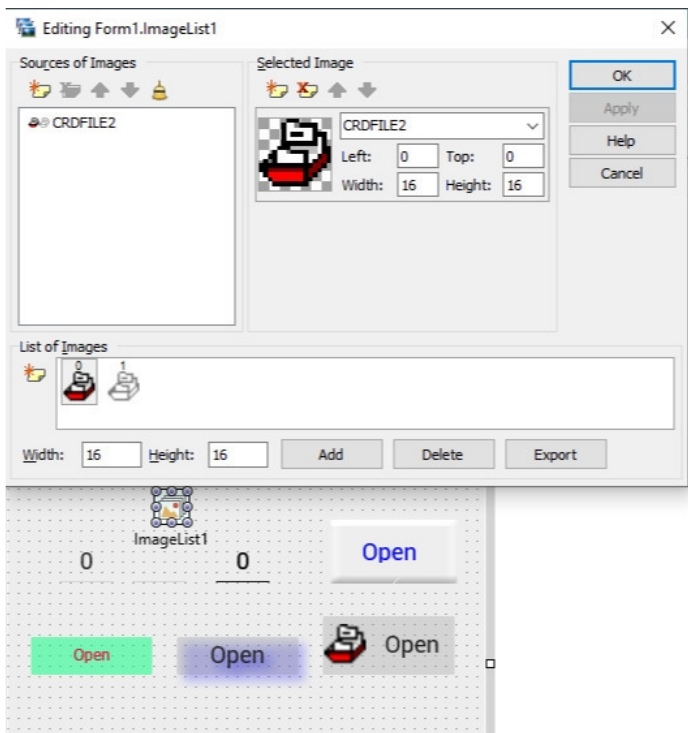 Editing Form1.ImageList1
Sources of Images
CRDFILE2
Selected Image
CRDFILE2
Left: 0 Top: 0
Width: 16 Height: 16
OK
Apply
Help
Cancel
List of Images
0 1
Width: 16 Height: 16 Add Delete Export
ImageList1
0 0
Open
Open
Open
Open